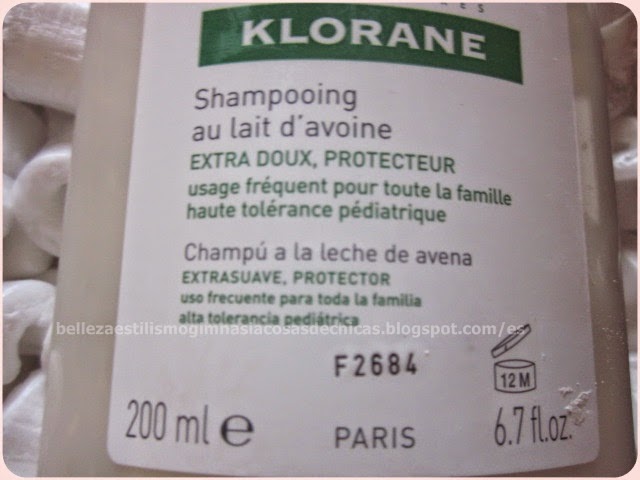 KLORANE
Shampooing
au lait d'avoine
EXTRA DOUX, PROTECTEUR
usage fréquent pour toute la famille
haute tolérance pédiatrique
Champú a la leche de avena
EXTRASUAVE, PROTECTOR
uso frecuente para toda la familia
alta tolerancia pediátrica
bellezaestilismogimnasiacosasdechicas.blogspot.com/es
F2684
12 M
200 ml e PARIS 6.7 fl.oz.